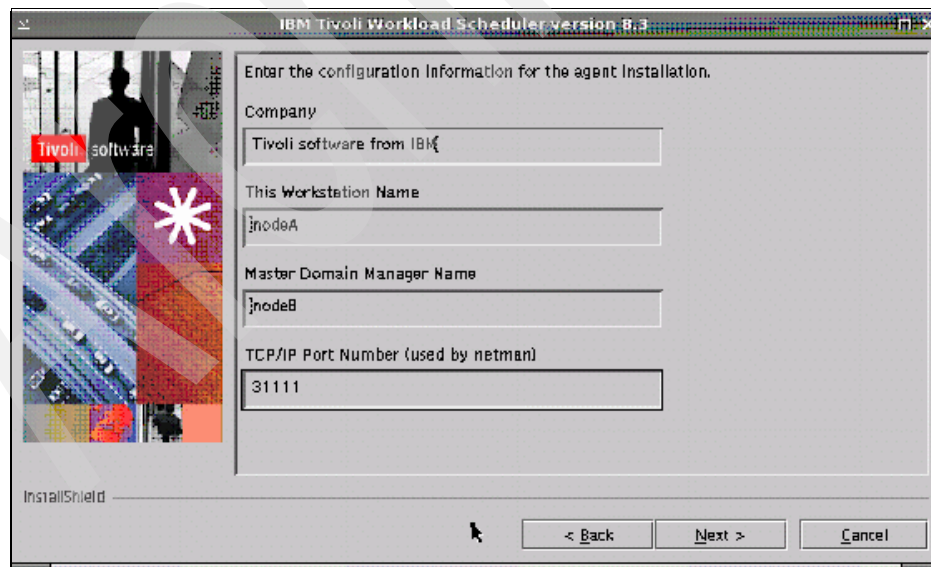 IBM Tivoli Workload Scheduler version 8.3
Enter the configuration information for the agent installation.
Company
Tivoli software from IBM
Tivoli software
This Workstation Name
nodeA
Master Domain Manager Name
nodeB
TCP/IP Port Number (used by netman)
31111
InstallShield
< Back Next > Cancel